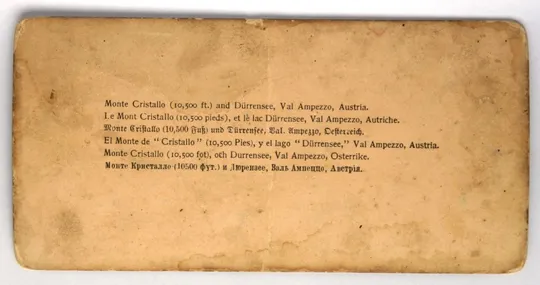 Monte Cristallo (10,500 ft.) and Dürrensee, Val Ampezzo, Austria.
Le Mont Cristallo (10,500 pieds), et lè lac Dürrensee, Val Ampezzo, Autriche.
Monte Cristallo (10,500 Fuß) und Dürrensee, Val. Ampezzo, Oesterreich.
El Monte de " Cristallo " (10,500 Pies), y el lago " Dürrensee," Val Ampezzo, Austria.
Monte Cristallo (10,500 fot), och Durrensee, Val Ampezzo, Osterrike.
Монте Кристалло (10500 фут.) и Дюрензее, Валь Ампеццо, Австрія.